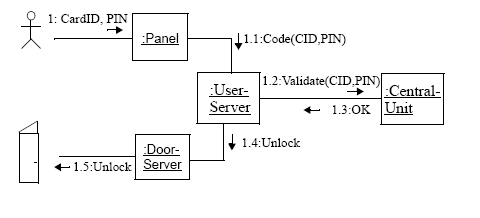 1: CardID, PIN
:Panel
1.1:Code(CID,PIN)
:User-
Server
1.2:Validate(CID,PIN)
:Central-
Unit
1.3:OK
1.4:Unlock
:Door-
Server
1.5:Unlock